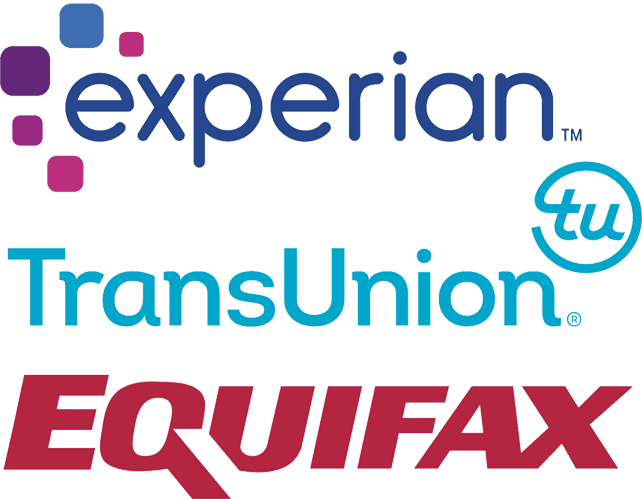 experian™
tu
TransUnion®
EQUIFAX